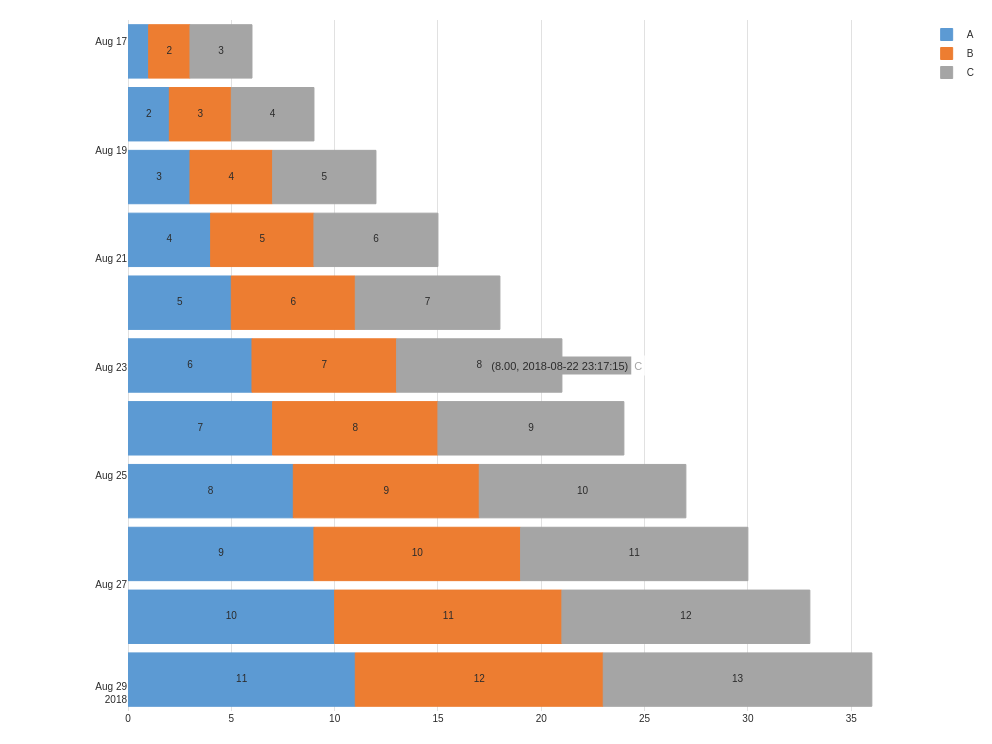 Aug 17
2 3
A
B
C
2 3 4
Aug 19
3 4 5
4 5 6
Aug 21
5 6 7
Aug 23
6 7 8 (8.00, 2018-08-22 23:17:15) C
7 8 9
Aug 25
8 9 10
9 10 11
Aug 27
10 11 12
11 12 13
Aug 29
2018
0 5 10 15 20 25 30 35